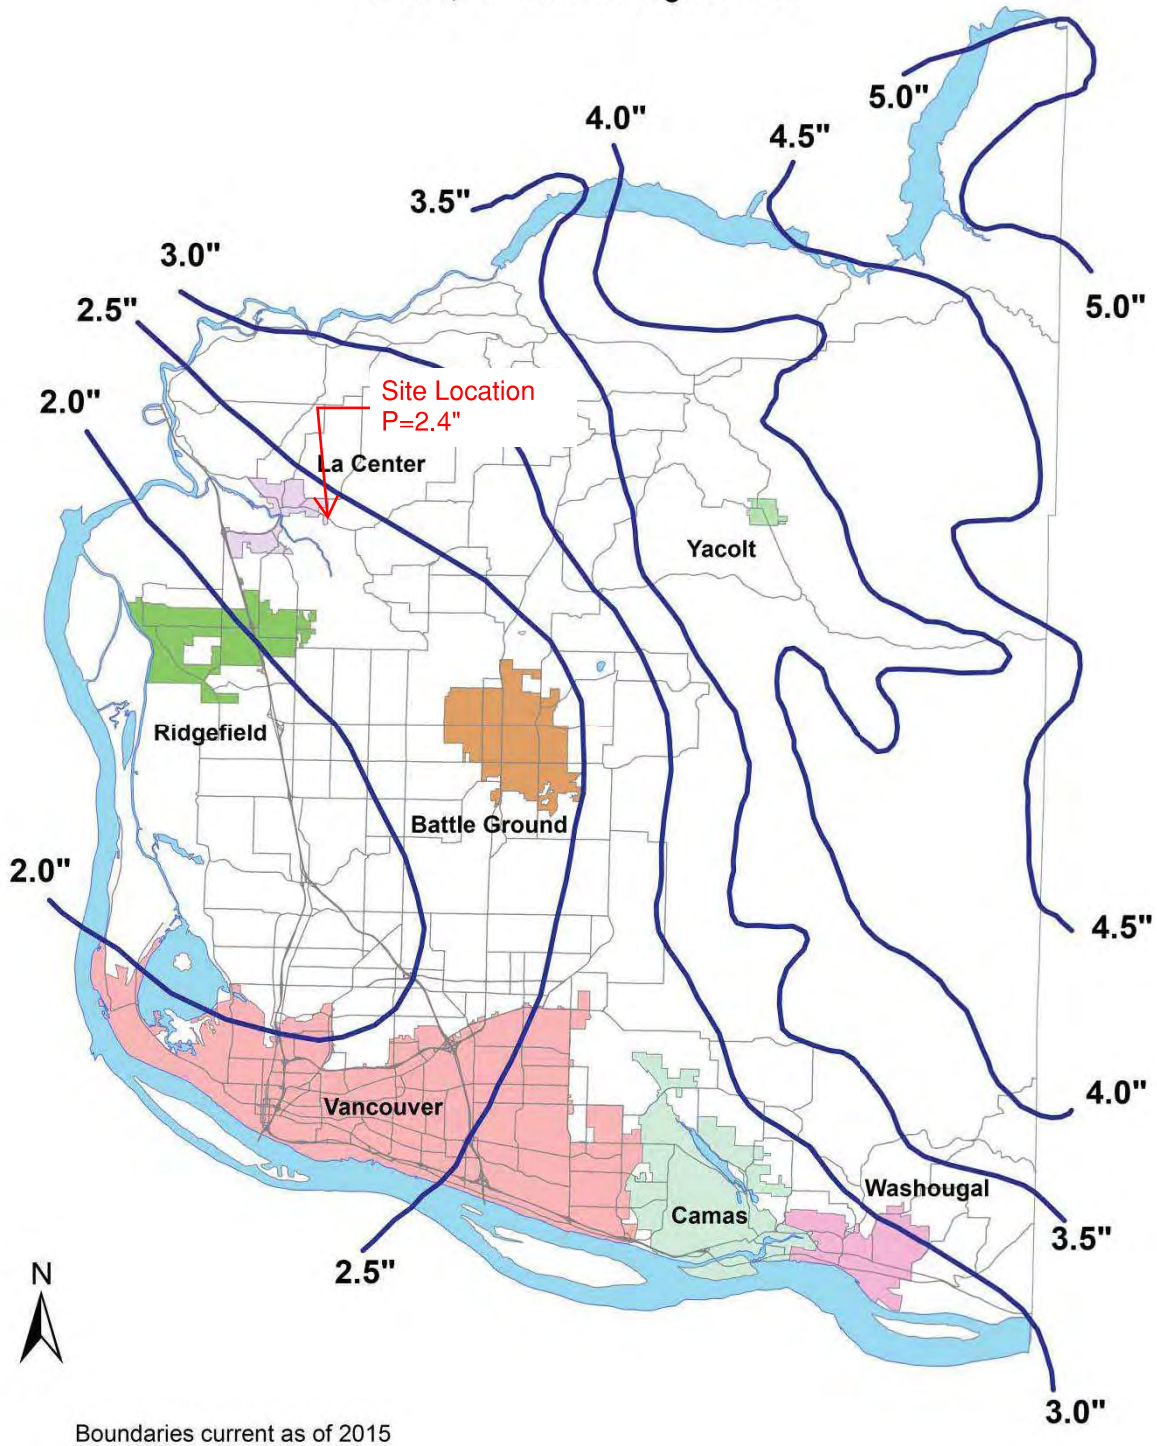 5.0"
4.0"
4.5"
3.5"
3.0"
2.5"
5.0"
Site Location
P=2.4"
2.0"
La Center
Yacolt
Ridgefield
Battle Ground
2.0"
4.5"
4.0"
Vancouver
Washougal
Camas
3.5"
2.5"
N
3.0"
Boundaries current as of 2015